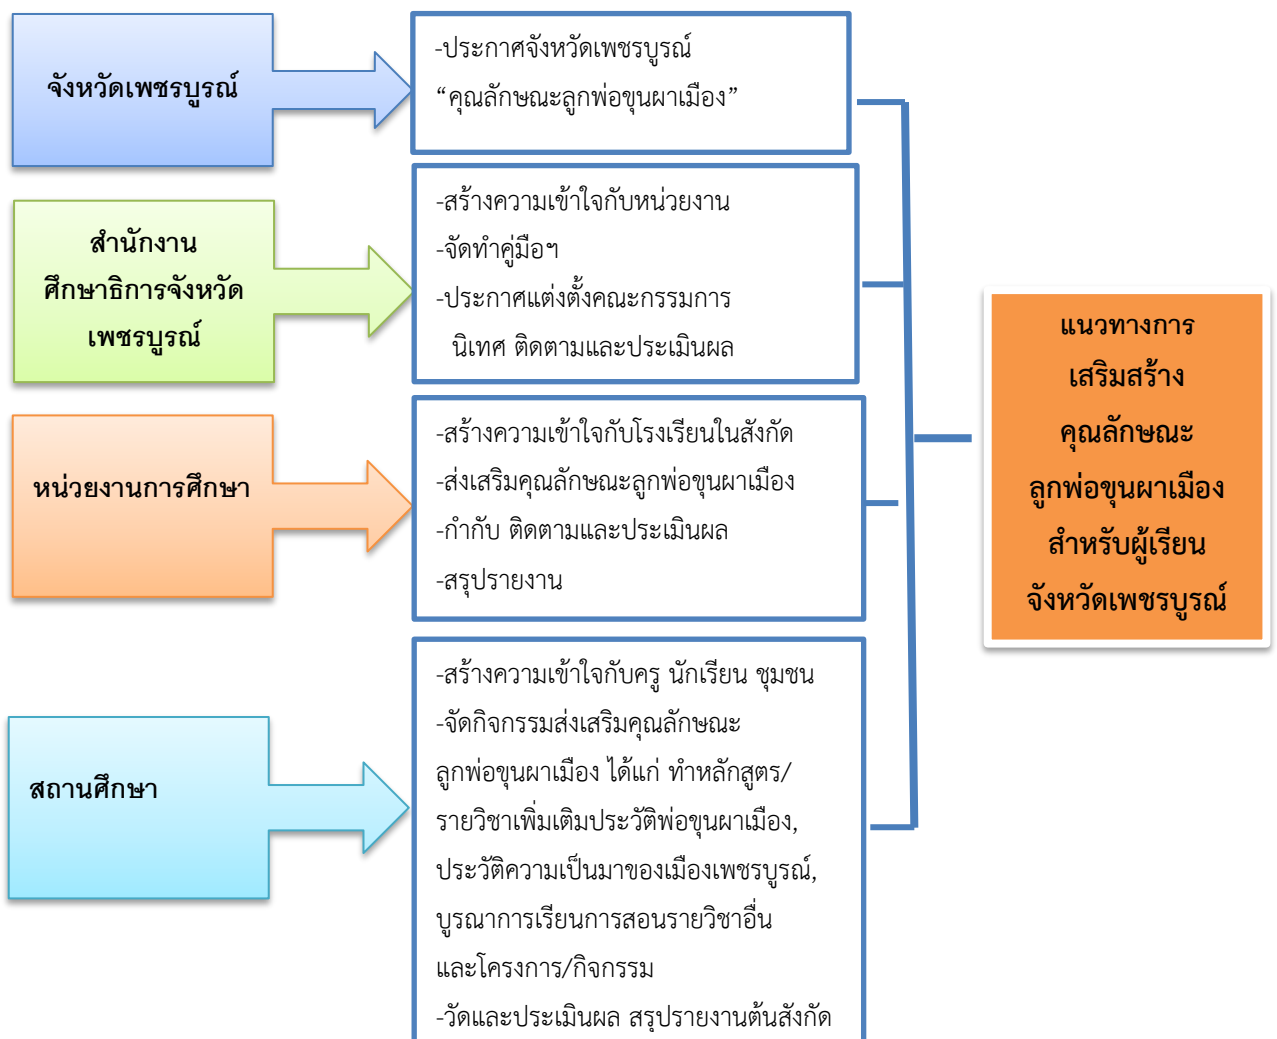 จังหวัดเพชรบูรณ์
-ประกาศจังหวัดเพชรบูรณ์
“คุณลักษณะลูกพ่อขุนผาเมือง”
สำนักงาน
ศึกษาธิการจังหวัด
เพชรบูรณ์
-สร้างความเข้าใจกับหน่วยงาน
-จัดทำคู่มือฯ
-ประกาศแต่งตั้งคณะกรรมการ
นิเทศ ติดตามและประเมินผล
หน่วยงานการศึกษา
-สร้างความเข้าใจกับโรงเรียนในสังกัด
-ส่งเสริมคุณลักษณะลูกพ่อขุนผาเมือง
-กำกับ ติดตามและประเมินผล
-สรุปรายงาน
สถานศึกษา
-สร้างความเข้าใจกับครู นักเรียน ชุมชน
-จัดกิจกรรมส่งเสริมคุณลักษณะ
ลูกพ่อขุนผาเมือง ได้แก่ ทำหลักสูตร/
รายวิชาเพิ่มเติมประวัติพ่อขุนผาเมือง,
ประวัติความเป็นมาของเมืองเพชรบูรณ์,
บูรณาการเรียนการสอนรายวิชาอื่น
และโครงการ/กิจกรรม
-วัดและประเมินผล สรุปรายงานต้นสังกัด
แนวทางการ
เสริมสร้าง
คุณลักษณะ
ลูกพ่อขุนผาเมือง
สำหรับผู้เรียน
จังหวัดเพชรบูรณ์